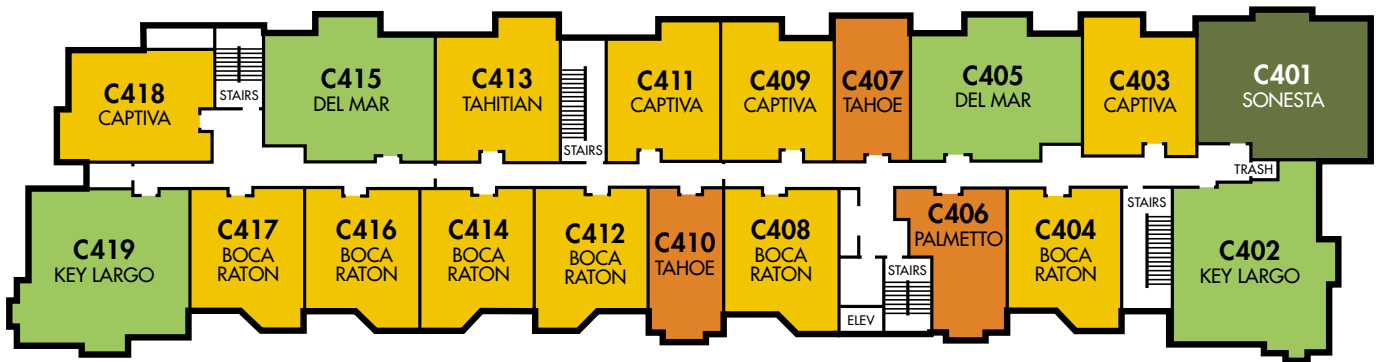 C418
CAPTIVA
STAIRS
C415
DEL MAR
C413
TAHITIAN
STAIRS
C411
CAPTIVA
C409
CAPTIVA
C407
TAHOE
C405
DEL MAR
C403
CAPTIVA
C401
SONESTA
TRASH
C419
KEY LARGO
C417
BOCA
RATON
C416
BOCA
RATON
C414
BOCA
RATON
C412
BOCA
RATON
C410
TAHOE
C408
BOCA
RATON
ELEV
STAIRS
C406
PALMETTO
C404
BOCA
RATON
STAIRS
C402
KEY LARGO